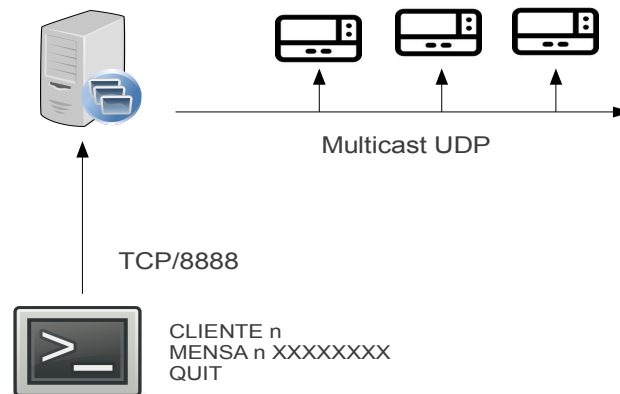 Multicast UDP
TCP/8888
>_
CLIENTE n
MENSA n XXXXXXXX
QUIT